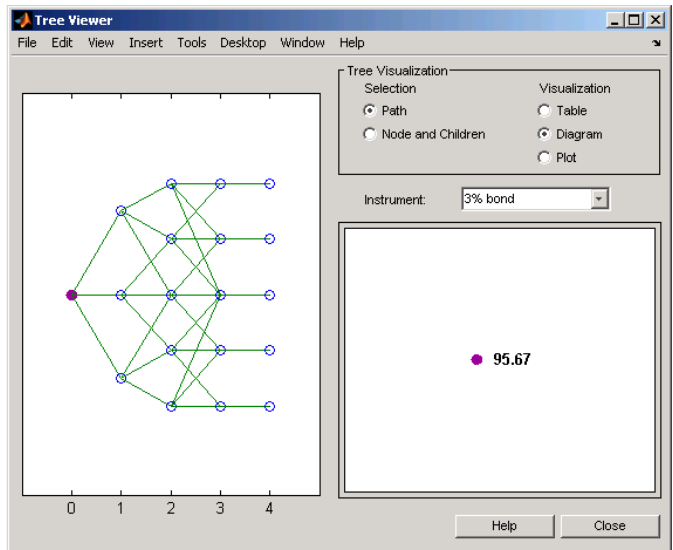 Tree Viewer
File Edit View Insert Tools Desktop Window Help
Tree Visualization
Selection Visualization
Path Table
Node and Children Diagram
Plot
Instrument: 3% bond
95.67
0 1 2 3 4
Help Close